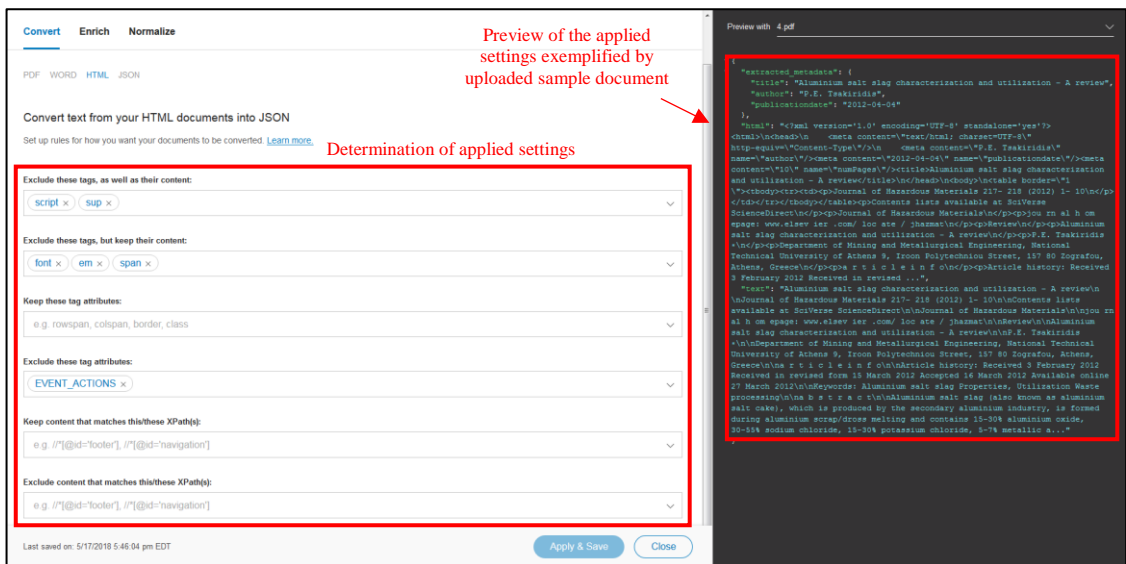 Convert Enrich Normalize
PDF WORD HTML JSON
Convert text from your HTML documents into JSON
Set up rules for how you want your documents to be converted. Learn more.
Determination of applied settings
Exclude these tags, as well as their content:
script × sup ×
Exclude these tags, but keep their content:
font × em × span ×
Keep these tag attributes:
e.g. rowspan, colspan, border, class
Exclude these tag attributes:
EVENT_ACTIONS ×
Keep content that matches this/these XPath(s):
e.g. //*[@id='footer'], //*[@id='navigation']
Exclude content that matches this/these XPath(s):
e.g. //*[@id='footer'], //*[@id='navigation']
Last saved on: 5/17/2018 5:46:04 pm EDT
Apply & Save Close
Preview of the applied
settings exemplified by
uploaded sample document
Preview with 4.pdf
{
"extracted_metadata": {
"title": "Aluminium salt slag characterization and utilization - A review",
"author": "P.E. Tsakiridis",
"publicationdate": "2012-04-04"
},
"html": "<?xml version='1.0' encoding='UTF-8' standalone='yes'?>
<html>\n<head>\n <meta content=\"text/html; charset=UTF-8\"
http-equiv=\"Content-Type\"/>\n <meta content=\"P.E. Tsakiridis\"
name=\"author\"/><meta content=\"2012-04-04\" name=\"publicationdate\"/><meta
content=\"10\" name=\"numPages\"/><title>Aluminium salt slag characterization
and utilization - A review</title>\n</head>\n<body>\n<table border=\"1
\"><tbody><tr><td><p>Journal of Hazardous Materials 217- 218 (2012) 1- 10\n</p>
</td></tr></tbody></table><p>Contents lists available at SciVerse
ScienceDirect\n</p><p>Journal of Hazardous Materials\n</p><p>jou rn al h om
epage: www.elsev ier .com/ loc ate / jhazmat\n</p><p>Review\n</p><p>Aluminium
salt slag characterization and utilization - A review\n</p><p>P.E. Tsakiridis
∗\n</p><p>Department of Mining and Metallurgical Engineering, National
Technical University of Athens 9, Iroon Polytechniou Street, 157 80 Zografou,
Athens, Greece\n</p><p>a r t i c l e i n f o\n</p><p>Article history: Received
3 February 2012 Received in revised ...",
"text": "Aluminium salt slag characterization and utilization - A review\n
\nJournal of Hazardous Materials 217- 218 (2012) 1- 10\n\nContents lists
available at SciVerse ScienceDirect\n\nJournal of Hazardous Materials\n\njou rn
al h om epage: www.elsev ier .com/ loc ate / jhazmat\n\nReview\n\nAluminium
salt slag characterization and utilization - A review\n\nP.E. Tsakiridis
∗\n\nDepartment of Mining and Metallurgical Engineering, National Technical
University of Athens 9, Iroon Polytechniou Street, 157 80 Zografou, Athens,
Greece\n\na r t i c l e i n f o\n\nArticle history: Received 3 February 2012
Received in revised form 15 March 2012 Accepted 16 March 2012 Available online
27 March 2012\n\nKeywords: Aluminium salt slag Properties, Utilization Waste
processing\n\na b s t r a c t\n\nAluminium salt slag (also known as aluminium
salt cake), which is produced by the secondary aluminium industry, is formed
during aluminium scrap/dross melting and contains 15-30% aluminium oxide,
30-55% sodium chloride, 15-30% potassium chloride, 5-7% metallic a..."
}